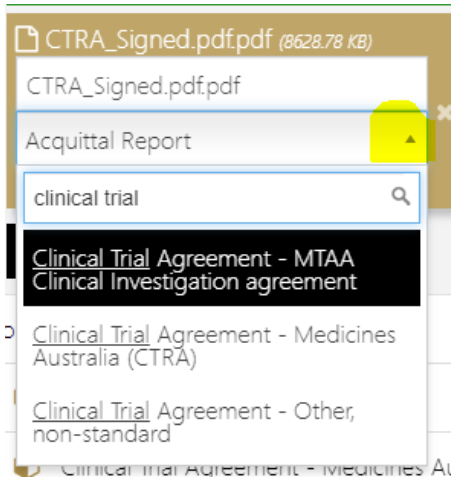 CTRA_Signed.pdf.pdf (8628.78 KB)
CTRA_Signed.pdf.pdf
Acquittal Report
clinical trial
Clinical Trial Agreement - MTAA
Clinical Investigation agreement
Clinical Trial Agreement - Medicines
Australia (CTRA)
Clinical Trial Agreement - Other,
non-standard
Clinical Trial Agreement - Medicines Au